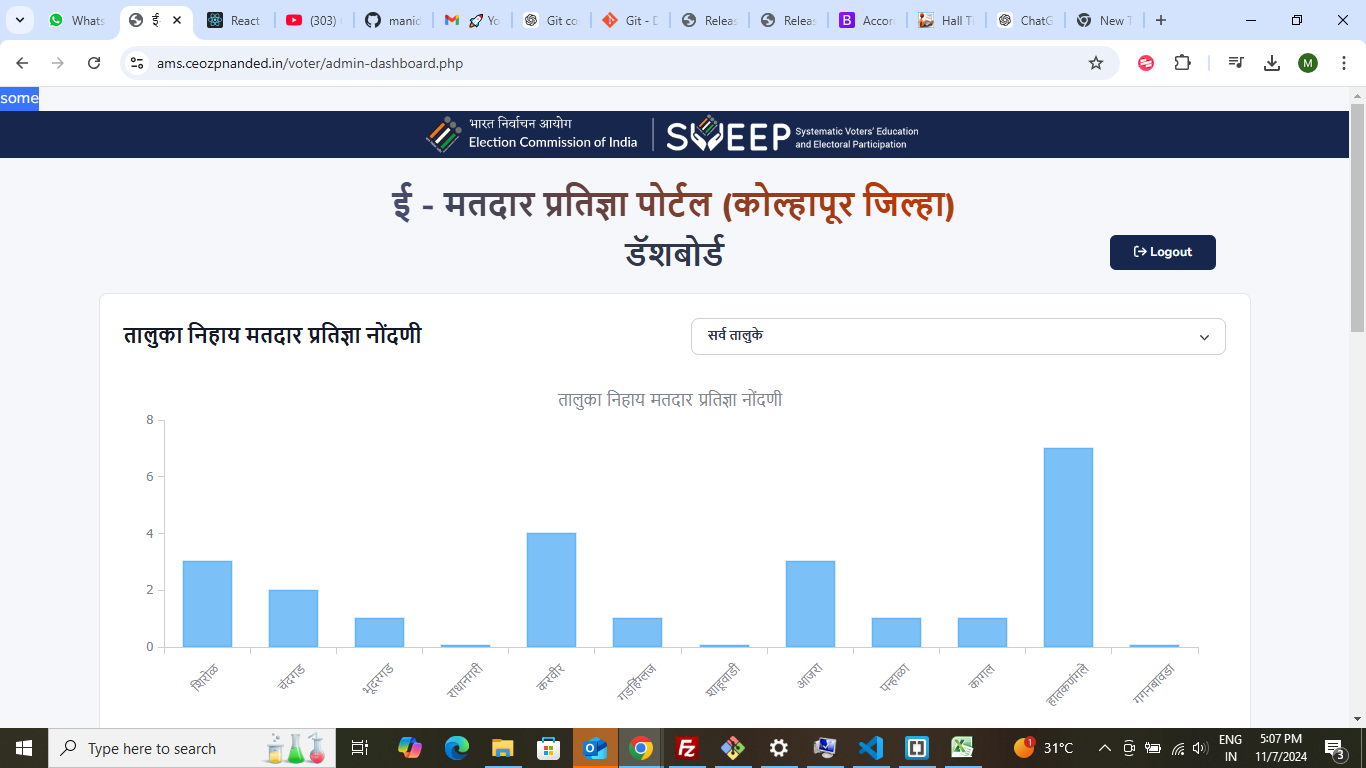 Whats
ई
React
(303)
manid
Yo
Git co
Git - D
Releas
Releas
Accor
Hall Ti
ChatG
New T
ams.ceozpnanded.in/voter/admin-dashboard.php
M
some
भारत निर्वाचन आयोग
Election Commission of India
SWEEP
Systematic Voters' Education
and Electoral Participation
ई - मतदार प्रतिज्ञा पोर्टल (कोल्हापूर जिल्हा)
डॅशबोर्ड
Logout
तालुका निहाय मतदार प्रतिज्ञा नोंदणी
सर्व तालुके
तालुका निहाय मतदार प्रतिज्ञा नोंदणी
8
6
4
2
0
शिरोळ
चंदगड
भूदरगड
राधानगरी
करवीर
गडहिंग्लज
शाहूवाडी
आजरा
पन्हाळा
कागल
हातकणंगले
गगनबावडा
Type here to search
1
31°C
ENG
IN
5:07 PM
11/7/2024
3